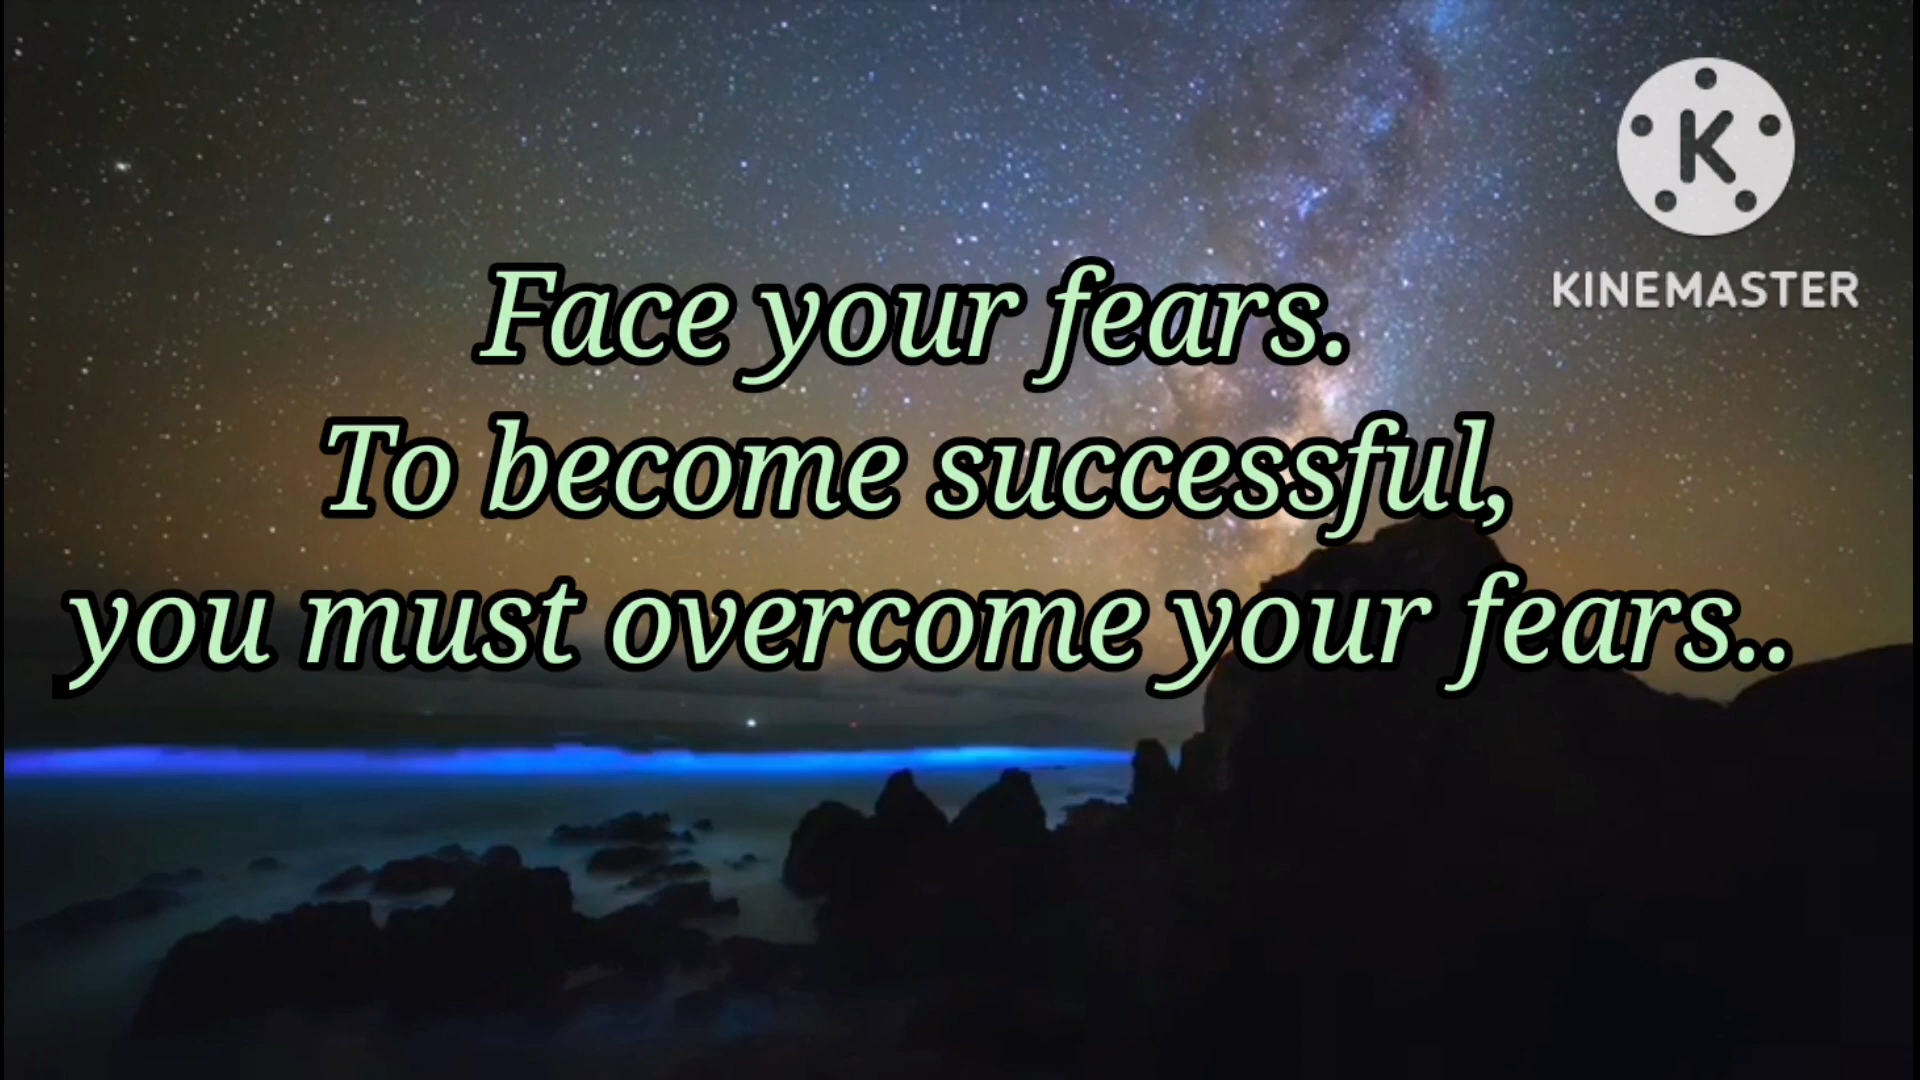 K
KINEMASTER
Face your fears.
To become successful,
you must overcome your fears..